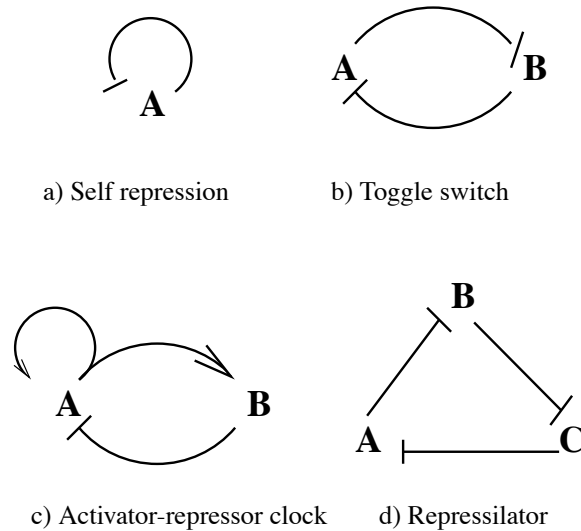 A
A B
a) Self repression b) Toggle switch
B
A B
A C
c) Activator-repressor clock d) Repressilator